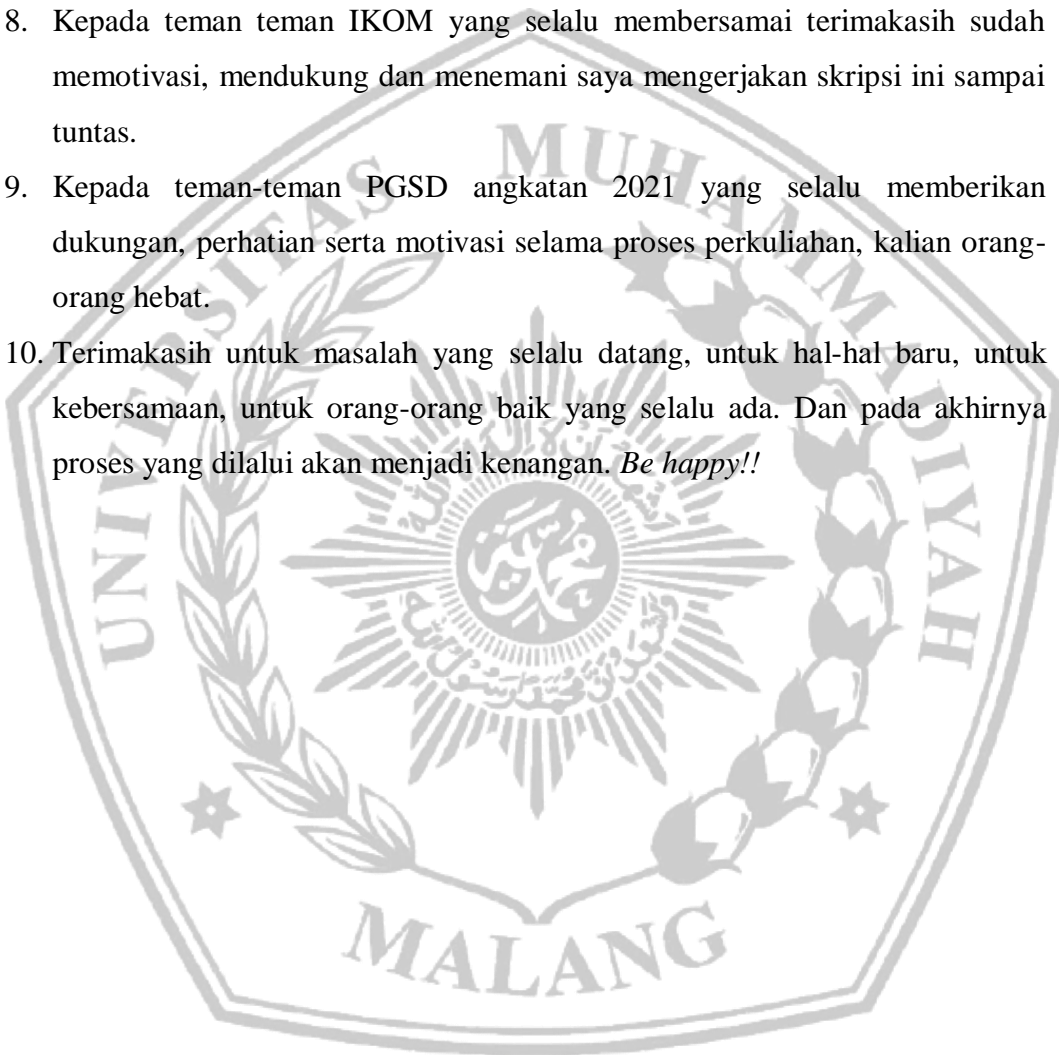 8. Kepada teman teman IKOM yang selalu membersamai terimakasih sudah
memotivasi, mendukung dan menemani saya mengerjakan skripsi ini sampai
tuntas.
9. Kepada teman-teman PGSD angkatan 2021 yang selalu memberikan
dukungan, perhatian serta motivasi selama proses perkuliahan, kalian orang-
orang hebat.
10. Terimakasih untuk masalah yang selalu datang, untuk hal-hal baru, untuk
kebersamaan, untuk orang-orang baik yang selalu ada. Dan pada akhirnya
proses yang dilalui akan menjadi kenangan. Be happy!!
UNIVERSITAS MUHAMMADIYAH
MALANG